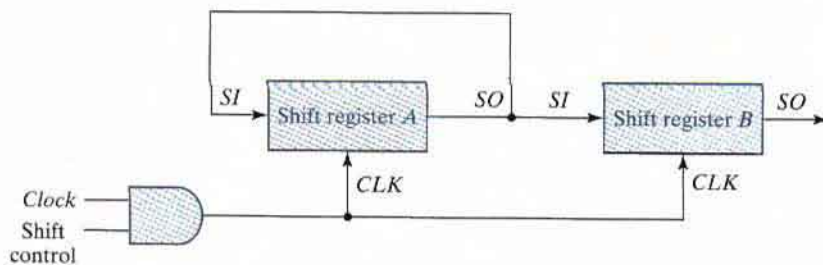 SI
Shift register A
SO
SI
Shift register B
SO
CLK
CLK
Clock
Shift
control